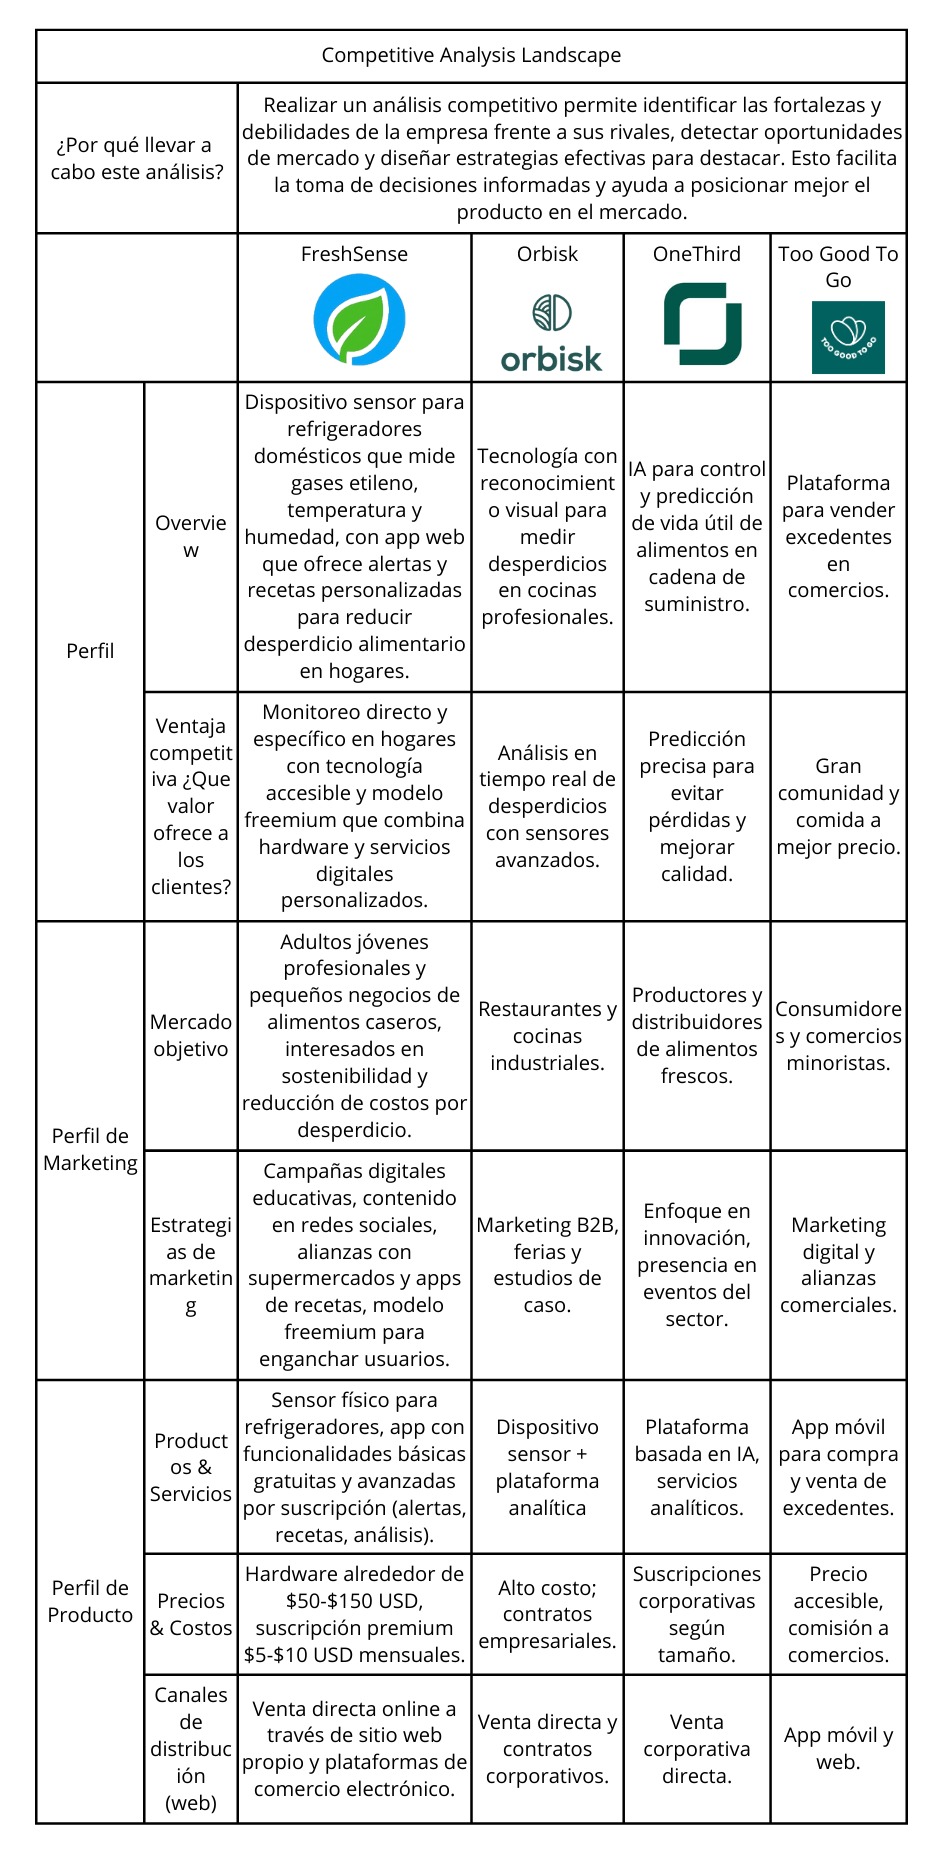 Competitive Analysis Landscape
¿Por qué llevar a
cabo este análisis?
Realizar un análisis competitivo permite identificar las fortalezas y
debilidades de la empresa frente a sus rivales, detectar oportunidades
de mercado y diseñar estrategias efectivas para destacar. Esto facilita
la toma de decisiones informadas y ayuda a posicionar mejor el
producto en el mercado.
FreshSense
Orbisk
orbisk
OneThird
Too Good To
Go
TOO GOOD TO GO
Perfil
Overvie
w
Dispositivo sensor para
refrigeradores
domésticos que mide
gases etileno,
temperatura y
humedad, con app web
que ofrece alertas y
recetas personalizadas
para reducir
desperdicio alimentario
en hogares.
Tecnología con
reconocimient
o visual para
medir
desperdicios
en cocinas
profesionales.
IA para control
y predicción
de vida útil de
alimentos en
cadena de
suministro.
Plataforma
para vender
excedentes
en
comercios.
Ventaja
competit
iva ¿Que
valor
ofrece a
los
clientes?
Monitoreo directo y
específico en hogares
con tecnología
accesible y modelo
freemium que combina
hardware y servicios
digitales
personalizados.
Análisis en
tiempo real de
desperdicios
con sensores
avanzados.
Predicción
precisa para
evitar
pérdidas y
mejorar
calidad.
Gran
comunidad y
comida a
mejor precio.
Perfil de
Marketing
Mercado
objetivo
Adultos jóvenes
profesionales y
pequeños negocios de
alimentos caseros,
interesados en
sostenibilidad y
reducción de costos por
desperdicio.
Restaurantes y
cocinas
industriales.
Productores y
distribuidores
de alimentos
frescos.
Consumidore
s y comercios
minoristas.
Estrategi
as de
marketin
g
Campañas digitales
educativas, contenido
en redes sociales,
alianzas con
supermercados y apps
de recetas, modelo
freemium para
enganchar usuarios.
Marketing B2B,
ferias y
estudios de
caso.
Enfoque en
innovación,
presencia en
eventos del
sector.
Marketing
digital y
alianzas
comerciales.
Perfil de
Producto
Product
os &
Servicios
Sensor físico para
refrigeradores, app con
funcionalidades básicas
gratuitas y avanzadas
por suscripción (alertas,
recetas, análisis).
Dispositivo
sensor +
plataforma
analítica
Plataforma
basada en IA,
servicios
analíticos.
App móvil
para compra
y venta de
excedentes.
Precios
& Costos
Hardware alrededor de
$50-$150 USD,
suscripción premium
$5-$10 USD mensuales.
Alto costo;
contratos
empresariales.
Suscripciones
corporativas
según
tamaño.
Precio
accesible,
comisión a
comercios.
Canales
de
distribuc
ión
(web)
Venta directa online a
través de sitio web
propio y plataformas de
comercio electrónico.
Venta directa y
contratos
corporativos.
Venta
corporativa
directa.
App móvil y
web.